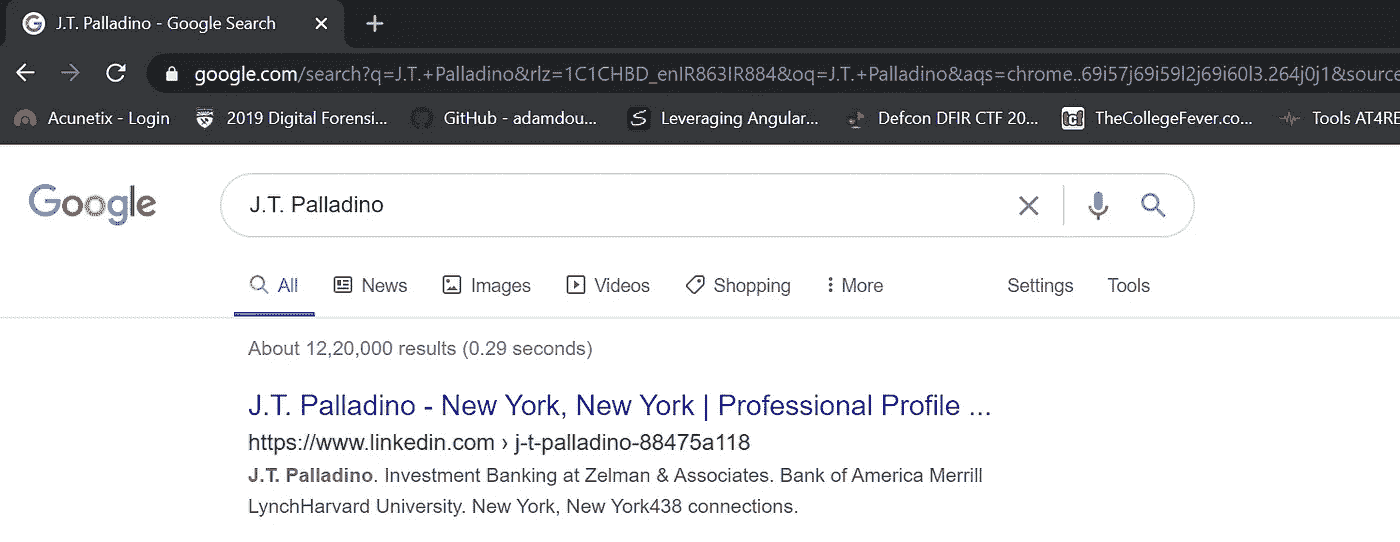 J.T. Palladino - Google Search
google.com/search?q=J.T.+Palladino&rlz=1C1CHBD_enIR863IR884&oq=J.T.+Palladino&aqs=chrome..69i57j69i59l2j69i60l3.264j0j1&source
Acunetix - Login 2019 Digital Forensi... GitHub - adamdou... Leveraging Angular... Defcon DFIR CTF 20... TheCollegeFever.co... Tools AT4RE
Google J.T. Palladino
All News Images Videos Shopping More Settings Tools
About 12,20,000 results (0.29 seconds)
J.T. Palladino - New York, New York | Professional Profile ...
https://www.linkedin.com › j-t-palladino-88475a118
J.T. Palladino. Investment Banking at Zelman & Associates. Bank of America Merrill
LynchHarvard University. New York, New York438 connections.